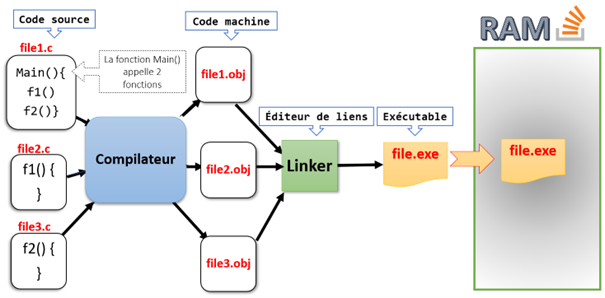 Code source
Code machine
RAM
file1.c
Main(){
f1()
f2()}
La fonction Main()
appelle 2
fonctions
file1.obj
Éditeur de liens
Exécutable
file2.c
f1() {
}
Compilateur
file2.obj
Linker
file.exe
file.exe
file3.c
f2() {
}
file3.obj